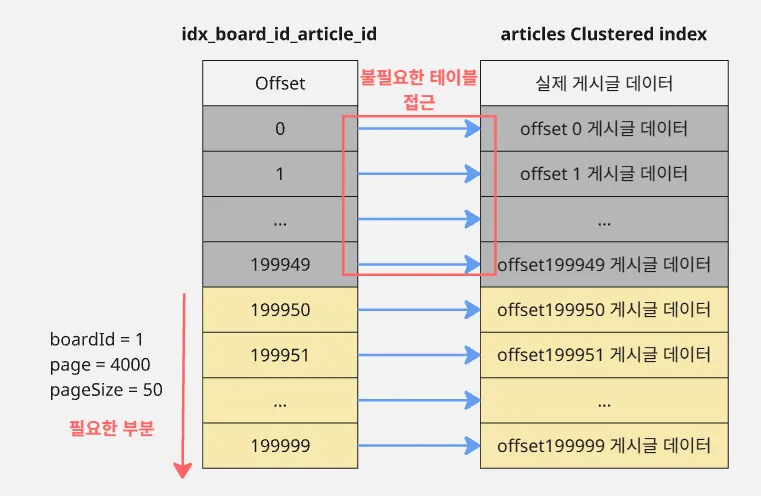 idx_board_id_article_id
articles Clustered index
불필요한 테이블
접근
Offset
실제 게시글 데이터
0
offset 0 게시글 데이터
1
offset 1 게시글 데이터
...
...
199949
offset199949 게시글 데이터
199950
offset199950 게시글 데이터
199951
offset199951 게시글 데이터
...
...
199999
offset199999 게시글 데이터
boardId = 1
page = 4000
pageSize = 50
필요한 부분